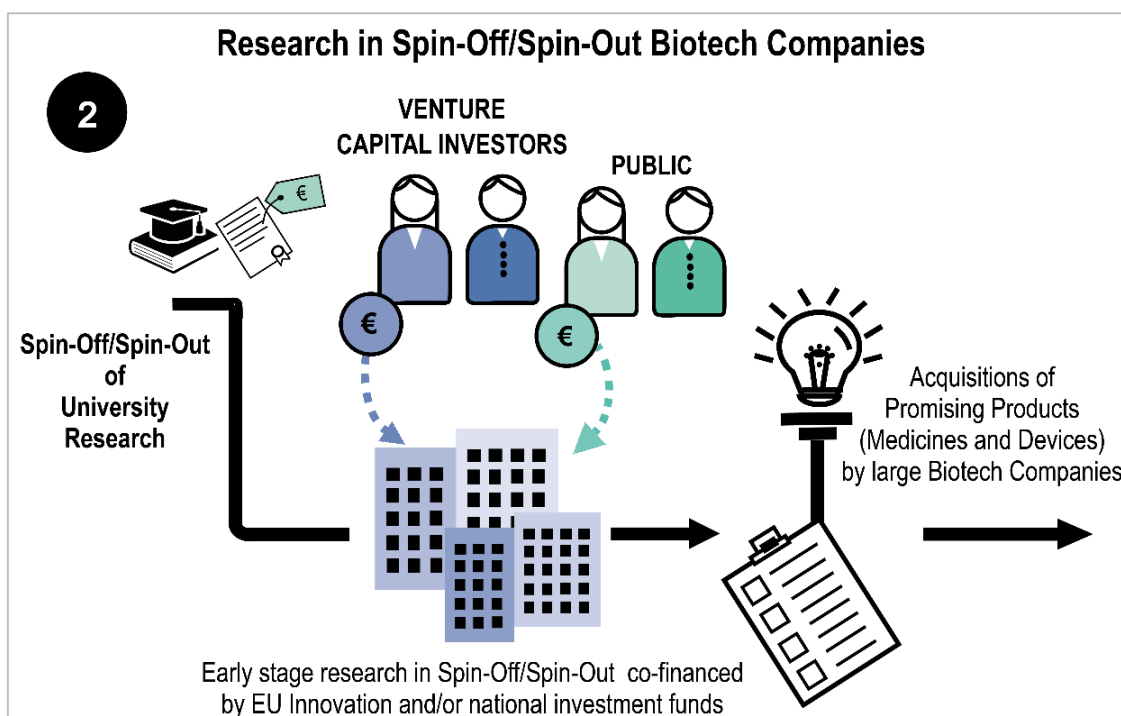 Research in Spin-Off/Spin-Out Biotech Companies
2
VENTURE
CAPITAL INVESTORS
PUBLIC
€
€
€
Spin-Off/Spin-Out
of
University
Research
Acquisitions of
Promising Products
(Medicines and Devices)
by large Biotech Companies
Early stage research in Spin-Off/Spin-Out co-financed
by EU Innovation and/or national investment funds